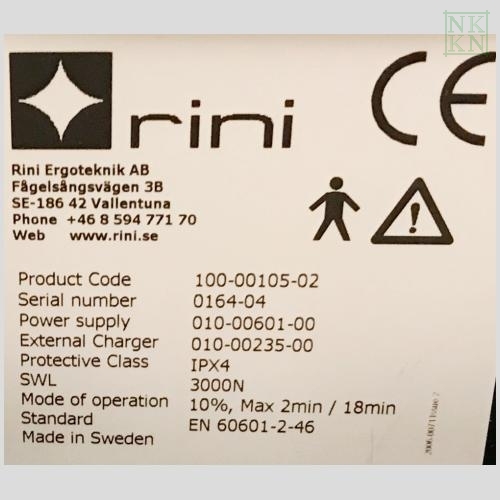 NK
KN
CE
rini
Rini Ergoteknik AB
Fågelsångsvägen 3B
SE-186 42 Vallentuna
Phone +46 8 594 771 70
Web www.rini.se
Product Code 100-00105-02
Serial number 0164-04
Power supply 010-00601-00
External Charger 010-00235-00
Protective Class IPX4
SWL 3000N
Mode of operation 10%, Max 2min / 18min
Standard EN 60601-2-46
Made in Sweden